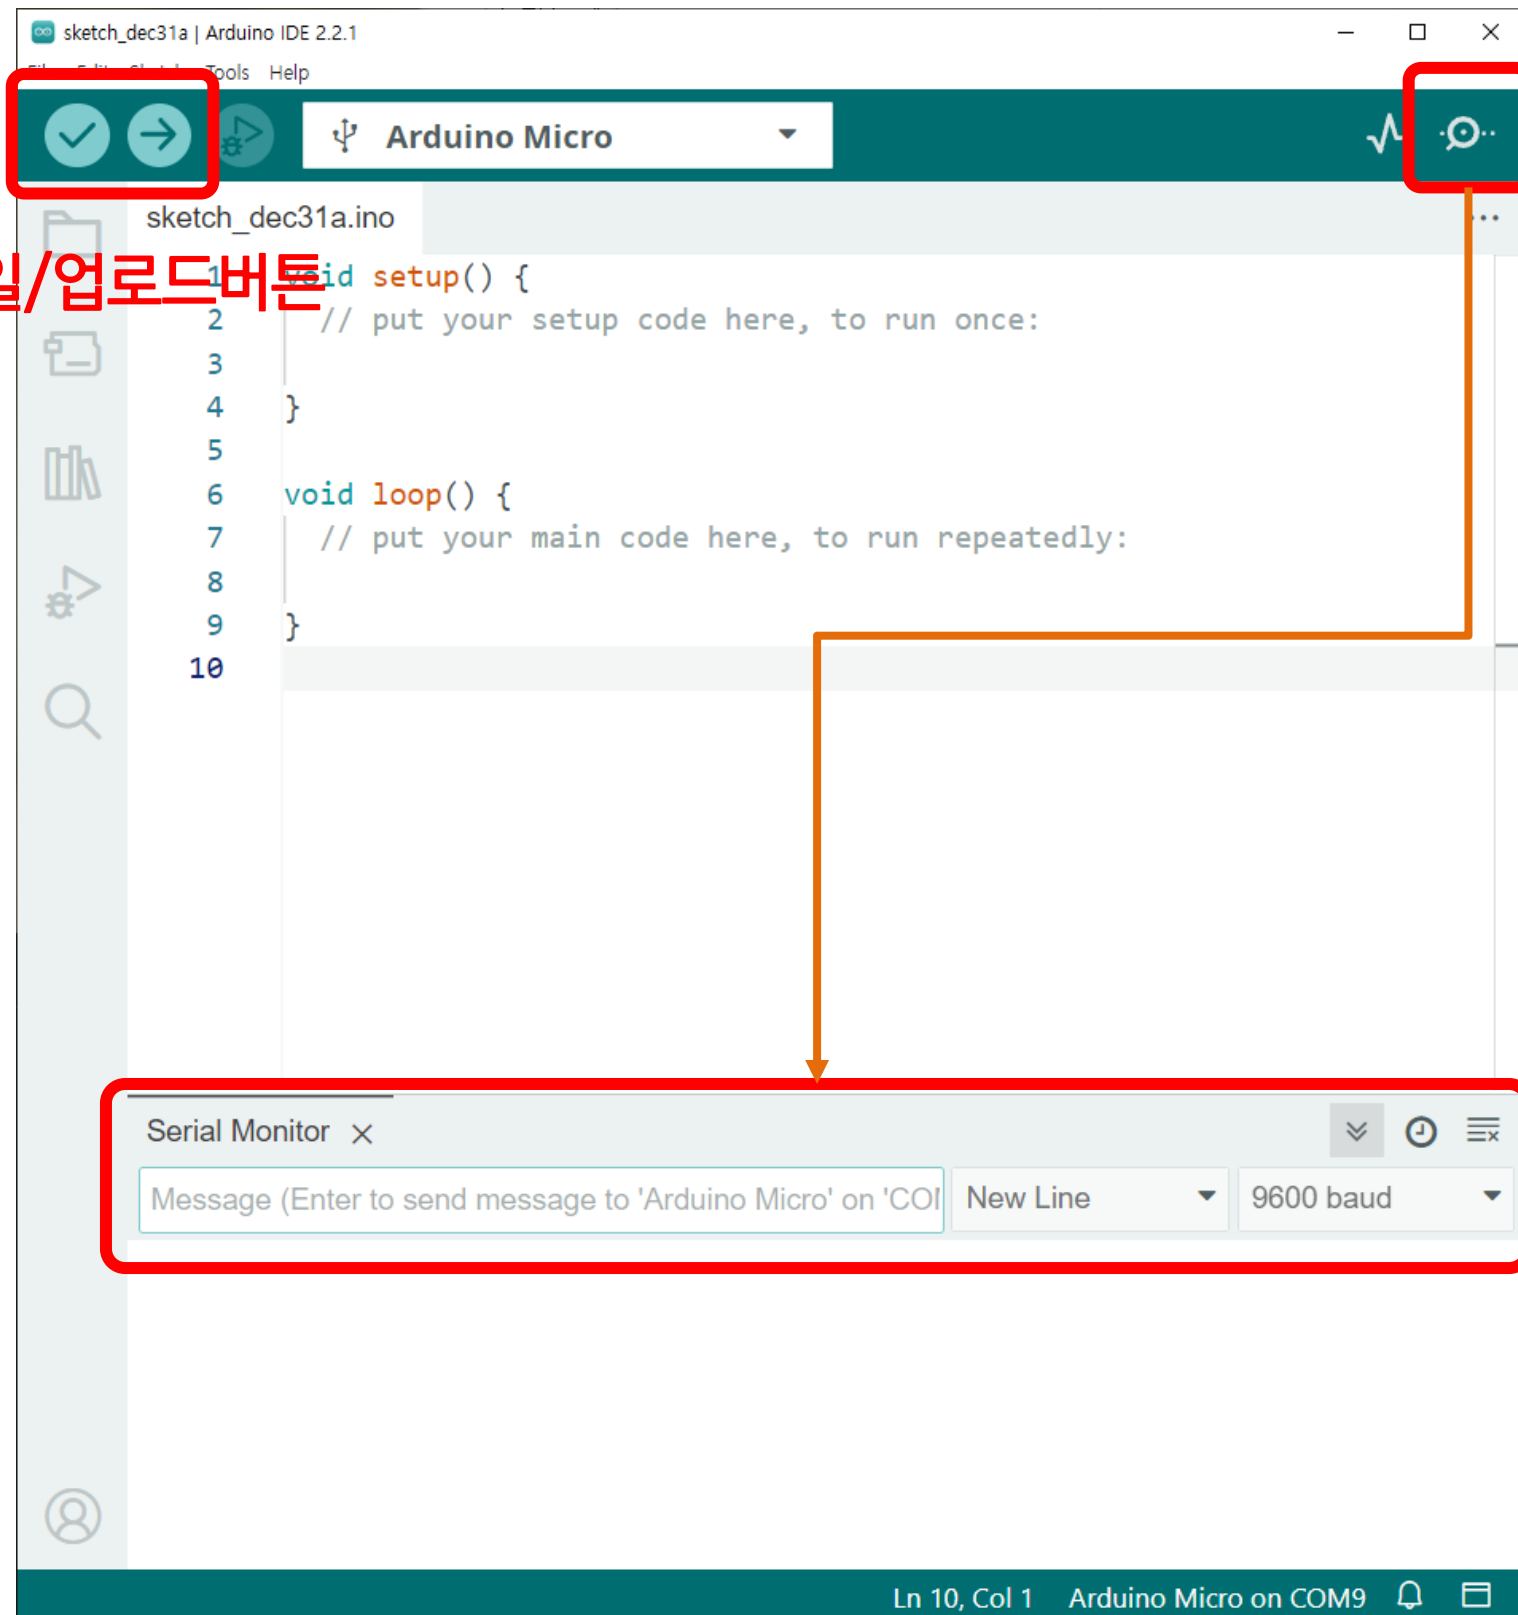 sketch_dec31a | Arduino IDE 2.2.1
Tools Help
Arduino Micro
sketch_dec31a.ino
일/업로드버튼
1 void setup() {
2 // put your setup code here, to run once:
3
4 }
5
6 void loop() {
7 // put your main code here, to run repeatedly:
8
9 }
10
Serial Monitor
Message (Enter to send message to 'Arduino Micro' on 'COM
New Line
9600 baud
Ln 10, Col 1 Arduino Micro on COM9